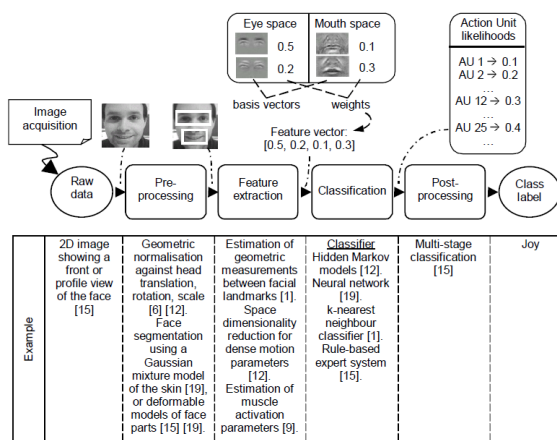 Eye space
Mouth space
0.5
0.1
0.2
0.3
basis vectors
weights
Feature vector:
[0.5, 0.2, 0.1, 0.3]
Action Unit
likelihoods
AU 1 → 0.1
AU 2 → 0.2
...
AU 12 → 0.3
...
AU 25 → 0.4
...
Image
acquisition
Raw
data
Pre-
processing
Feature
extraction
Classification
Post-
processing
Class
label
Example
2D image
showing a
front or
profile view
of the face
[15]
Geometric
normalisation
against head
translation,
rotation, scale
[6] [12].
Face
segmentation
using a
Gaussian
mixture model
of the skin [19],
or deformable
models of face
parts [15] [19].
Estimation of
geometric
measurements
between facial
landmarks [1].
Space
dimensionality
reduction for
dense motion
parameters
[12].
Estimation of
muscle
activation
parameters [9].
Classifier
Hidden Markov
models [12].
Neural network
[19].
k-nearest
neighbour
classifier [1].
Rule-based
expert system
[15].
Multi-stage
classification
[15]
Joy